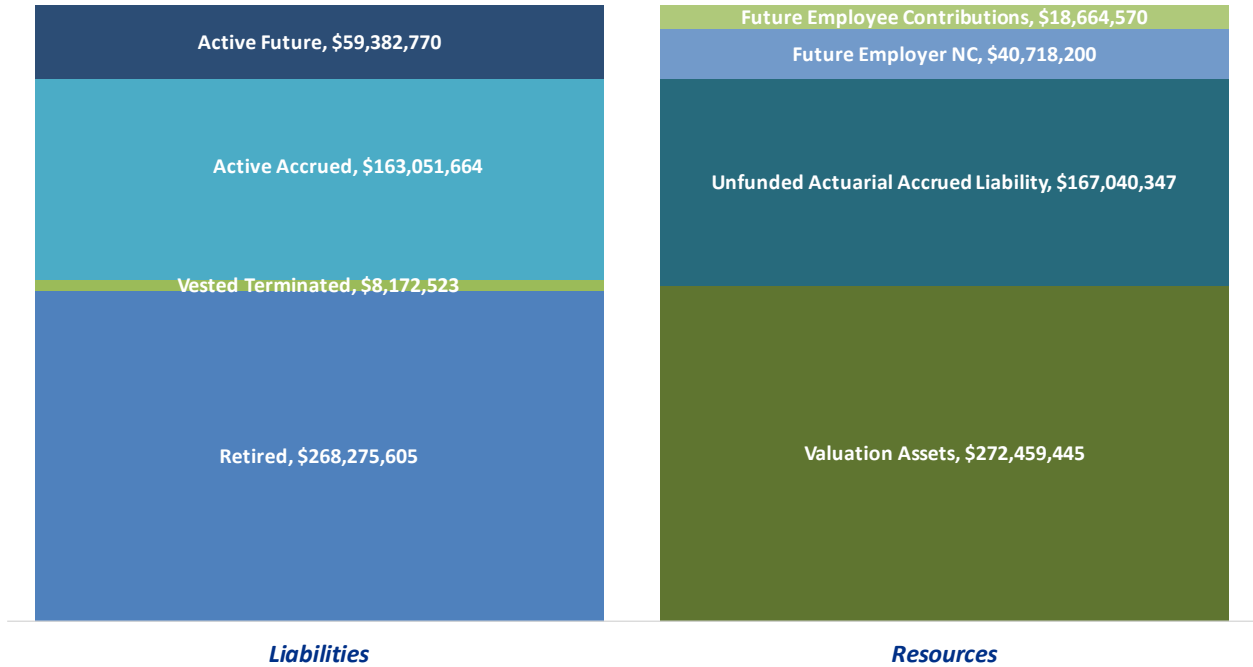 Active Future, $59,382,770
Active Accrued, $163,051,664
Vested Terminated, $8,172,523
Retired, $268,275,605
Liabilities
Future Employee Contributions, $18,664,570
Future Employer NC, $40,718,200
Unfunded Actuarial Accrued Liability, $167,040,347
Valuation Assets, $272,459,445
Resources